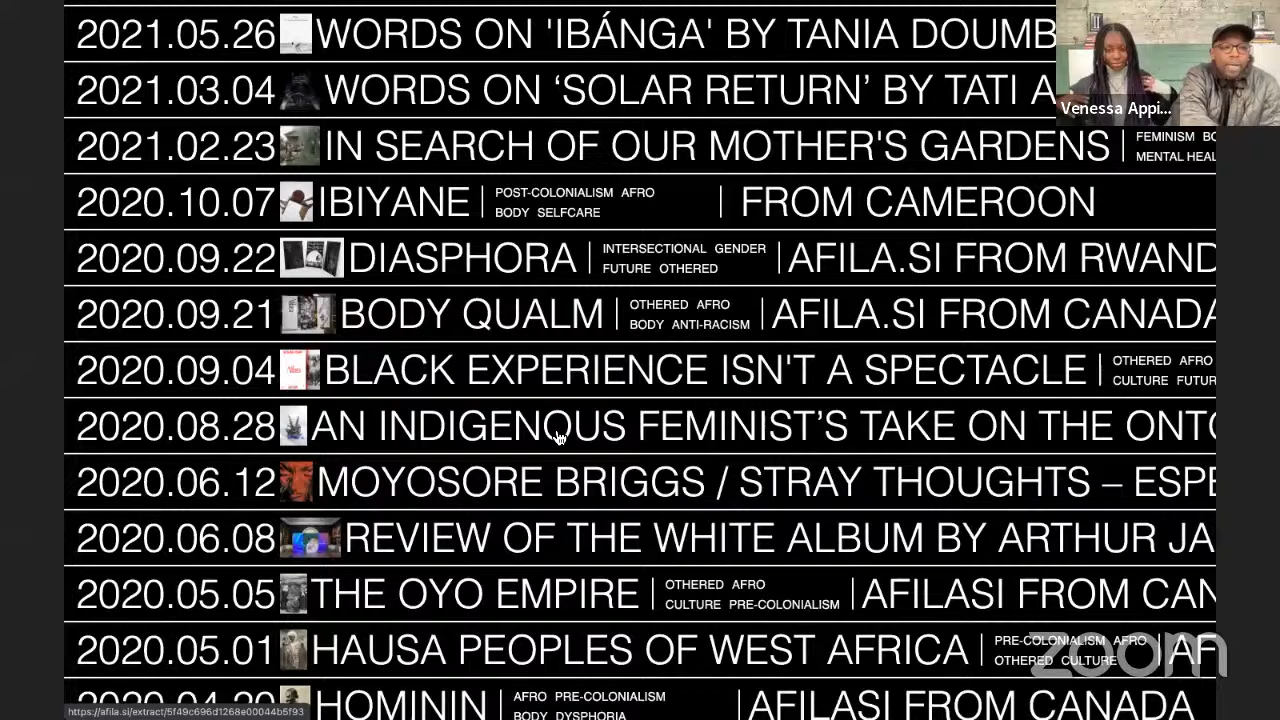 2021.05.26 WORDS ON 'IBÁNGA' BY TANIA DOUMB
Venessa Appi...
2021.03.04 WORDS ON ‘SOLAR RETURN’ BY TATI A
2021.02.23 IN SEARCH OF OUR MOTHER'S GARDENS FEMINISM BO
MENTAL HEAL
2020.10.07 IBIYANE POST-COLONIALISM AFRO
BODY SELFCARE
FROM CAMEROON
2020.09.22 DIASPHORA INTERSECTIONAL GENDER
FUTURE OTHERED
AFILA.SI FROM RWAND
2020.09.21 BODY QUALM OTHERED AFRO
BODY ANTI-RACISM
AFILA.SI FROM CANADA
2020.09.04 BLACK EXPERIENCE ISN'T A SPECTACLE OTHERED AFRO
CULTURE FUTUR
2020.08.28 AN INDIGENOUS FEMINIST’S TAKE ON THE ONTO
2020.06.12 MOYOSORE BRIGGS / STRAY THOUGHTS – ESPE
2020.06.08 REVIEW OF THE WHITE ALBUM BY ARTHUR JA
2020.05.05 THE OYO EMPIRE OTHERED AFRO
CULTURE PRE-COLONIALISM
AFILASI FROM CAN
2020.05.01 HAUSA PEOPLES OF WEST AFRICA PRE-COLONIALISM AFRO
OTHERED CULTURE
AF
zoom
2020.04.20 HOMININ AFRO PRE-COLONIALISM
BODY DYSPHORIA
AFILASI FROM CANADA
https://afila.si/extract/5f49c696d1268e00044b5f93